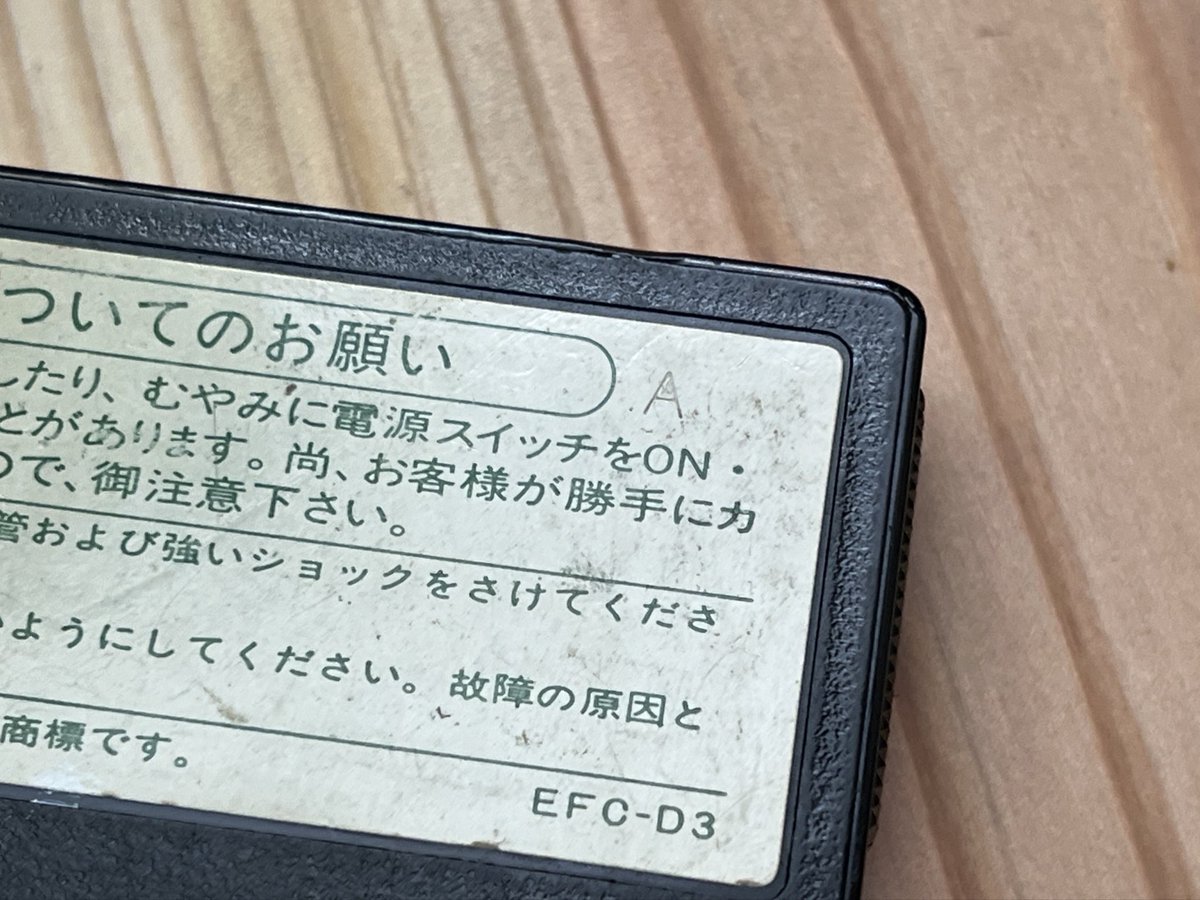 ついてのお願い
A
したり、むやみに電源スイッチをON・
とがあります。尚、お客様が勝手にカ
ので、御注意下さい。
管および強いショックをさけてくださ
ようにしてください。故障の原因と
商標です。
EFC-D3